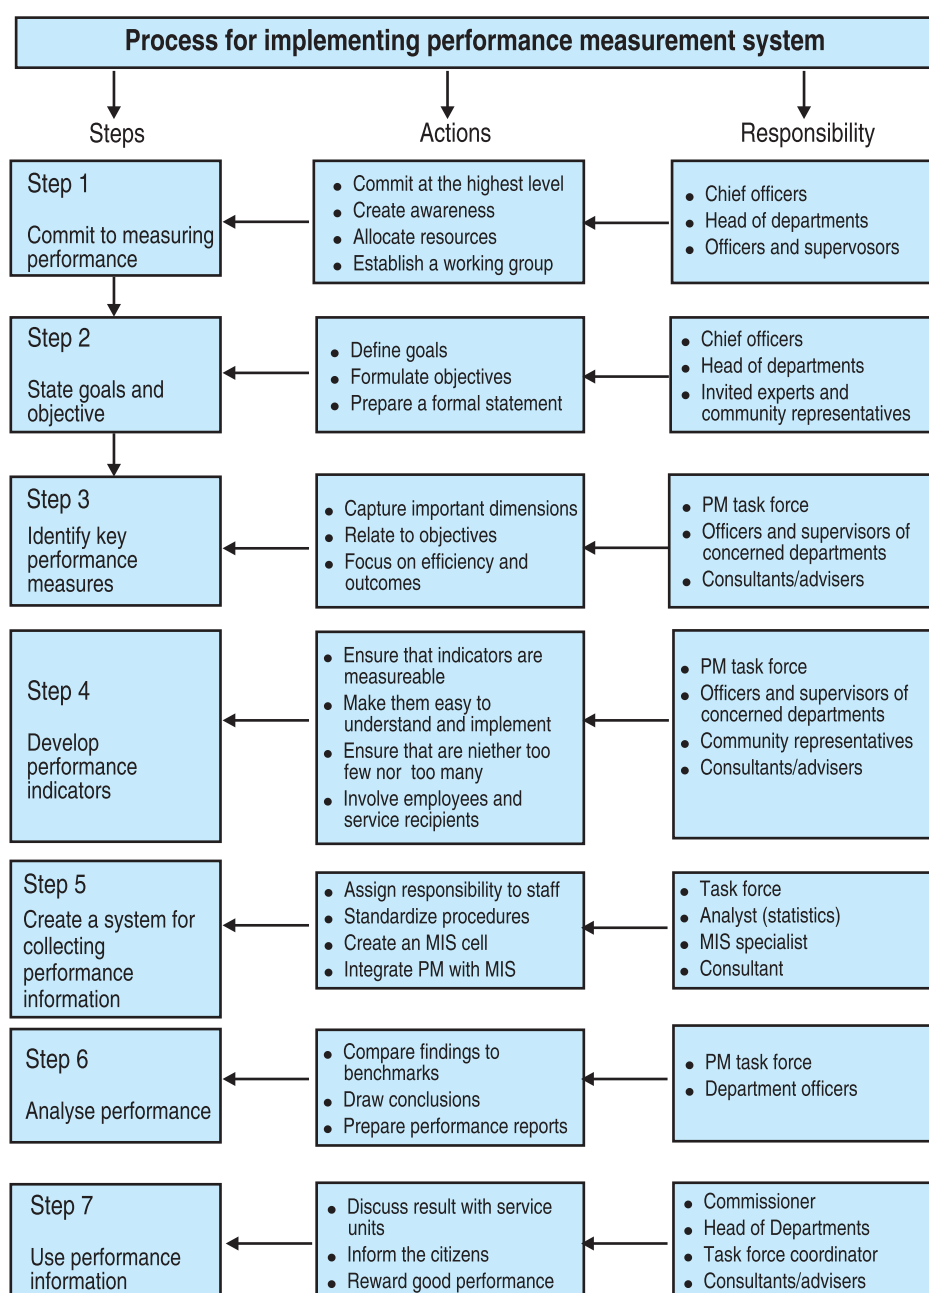 Process for implementing performance measurement system
Steps
Actions
Responsibility
Step 1
Commit to measuring
performance
● Commit at the highest level
● Create awareness
● Allocate resources
● Establish a working group
● Chief officers
● Head of departments
● Officers and supervosors
Step 2
State goals and
objective
● Define goals
● Formulate objectives
● Prepare a formal statement
● Chief officers
● Head of departments
● Invited experts and
community representatives
Step 3
Identify key
performance
measures
● Capture important dimensions
● Relate to objectives
● Focus on efficiency and
outcomes
● PM task force
● Officers and supervisors of
concerned departments
● Consultants/advisers
Step 4
Develop
performance
indicators
● Ensure that indicators are
measureable
● Make them easy to
understand and implement
● Ensure that are niether too
few nor too many
● Involve employees and
service recipients
● PM task force
● Officers and supervisors of
concerned departments
● Community representatives
● Consultants/advisers
Step 5
Create a system for
collecting
performance
information
● Assign responsibility to staff
● Standardize procedures
● Create an MIS cell
● Integrate PM with MIS
● Task force
● Analyst (statistics)
● MIS specialist
● Consultant
Step 6
Analyse performance
● Compare findings to
benchmarks
● Draw conclusions
● Prepare performance reports
● PM task force
● Department officers
Step 7
Use performance
information
● Discuss result with service
units
● Inform the citizens
● Reward good performance
● Commissioner
● Head of Departments
● Task force coordinator
● Consultants/advisers